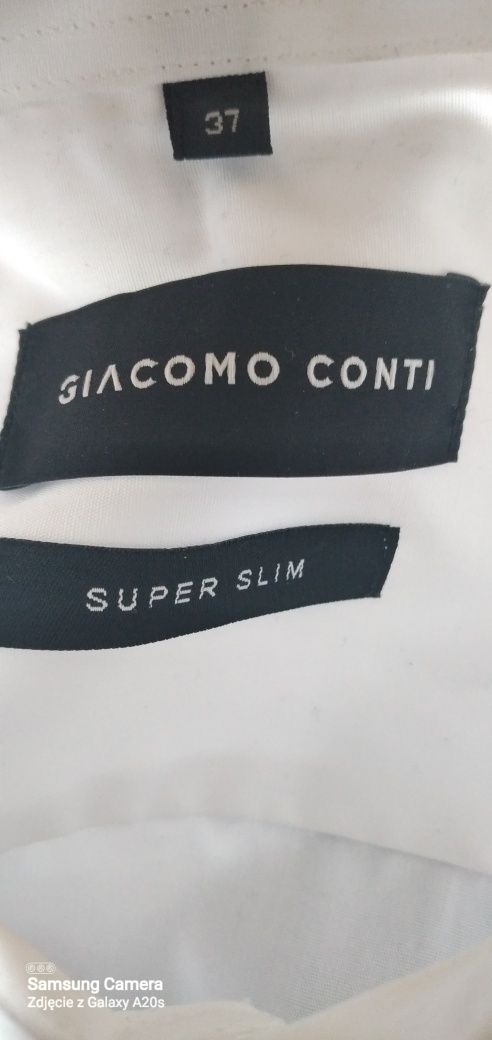 37
GIACOMO CONTI
SUPER SLIM
Samsung Camera
Zdjęcie z Galaxy A20s